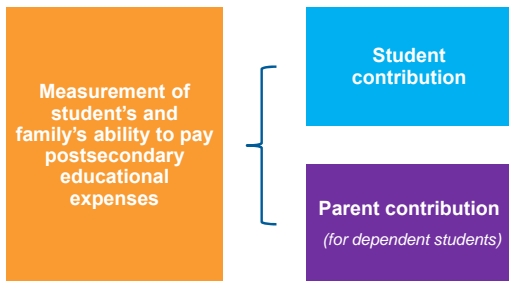 Measurement of
student's and
family's ability to pay
postsecondary
educational
expenses
Student
contribution
Parent contribution
(for dependent students)